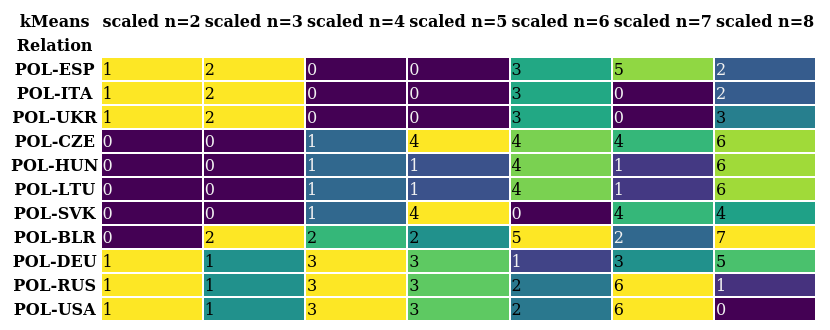 kMeans scaled n=2 scaled n=3 scaled n=4 scaled n=5 scaled n=6 scaled n=7 scaled n=8
Relation
POL-ESP 1 2 0 0 3 5 2
POL-ITA 1 2 0 0 3 0 2
POL-UKR 1 2 0 0 3 0 3
POL-CZE 0 0 1 4 4 4 6
POL-HUN 0 0 1 1 4 1 6
POL-LTU 0 0 1 1 4 1 6
POL-SVK 0 0 1 4 0 4 4
POL-BLR 0 2 2 2 5 2 7
POL-DEU 1 1 3 3 1 3 5
POL-RUS 1 1 3 3 2 6 1
POL-USA 1 1 3 3 2 6 0